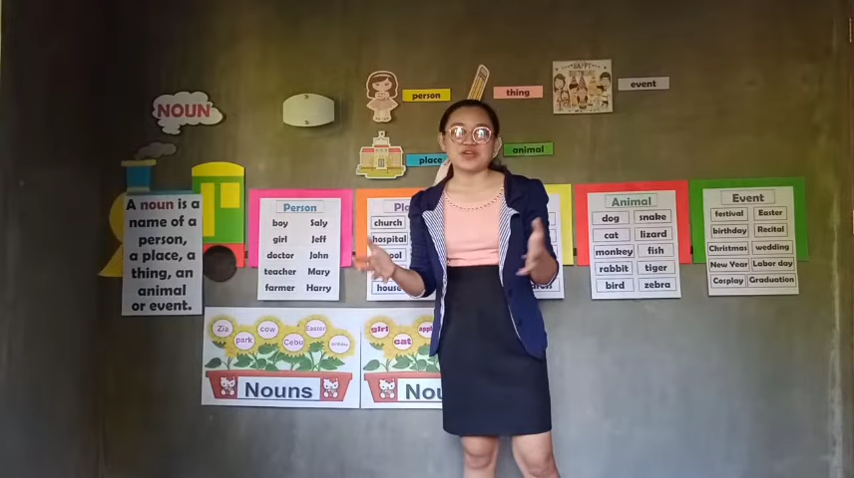 NOUN
person
thing
HAPPY
event
place
animal
A noun is a
name of a
person,
a place, a
thing, an
animal
or event.
Person
boy Saly
girl Jeff
doctor John
teacher Mary
farmer Harry
church
hospital
house
Animal
dog snake
cat lizard
monkey fish
rabbit tiger
bird zebra
Event
festival Easter
birthday Recital
Christmas wedding
New Year Labor day
Cosplay Graduation
Zia cow Easter
park Cebu
Nouns
girl
cat